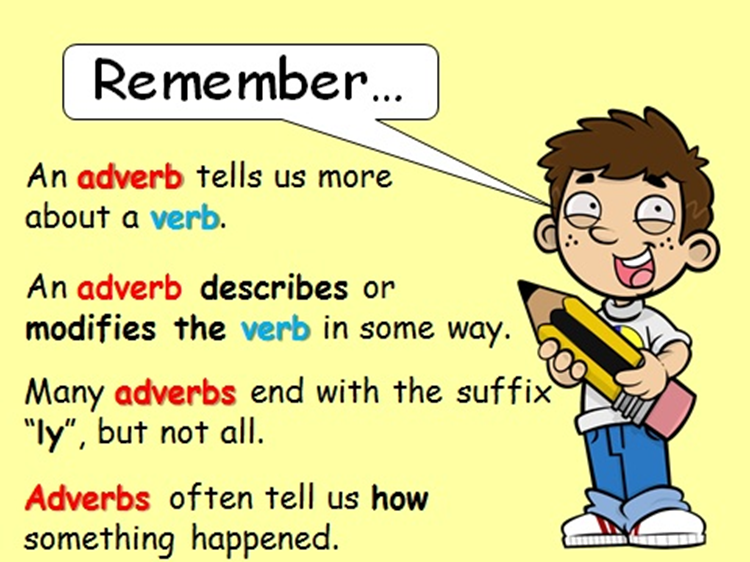 Remember...
An adverb tells us more
about a verb.
An adverb describes or
modifies the verb in some way.
Many adverbs end with the suffix
“ly”, but not all.
Adverbs often tell us how
something happened.